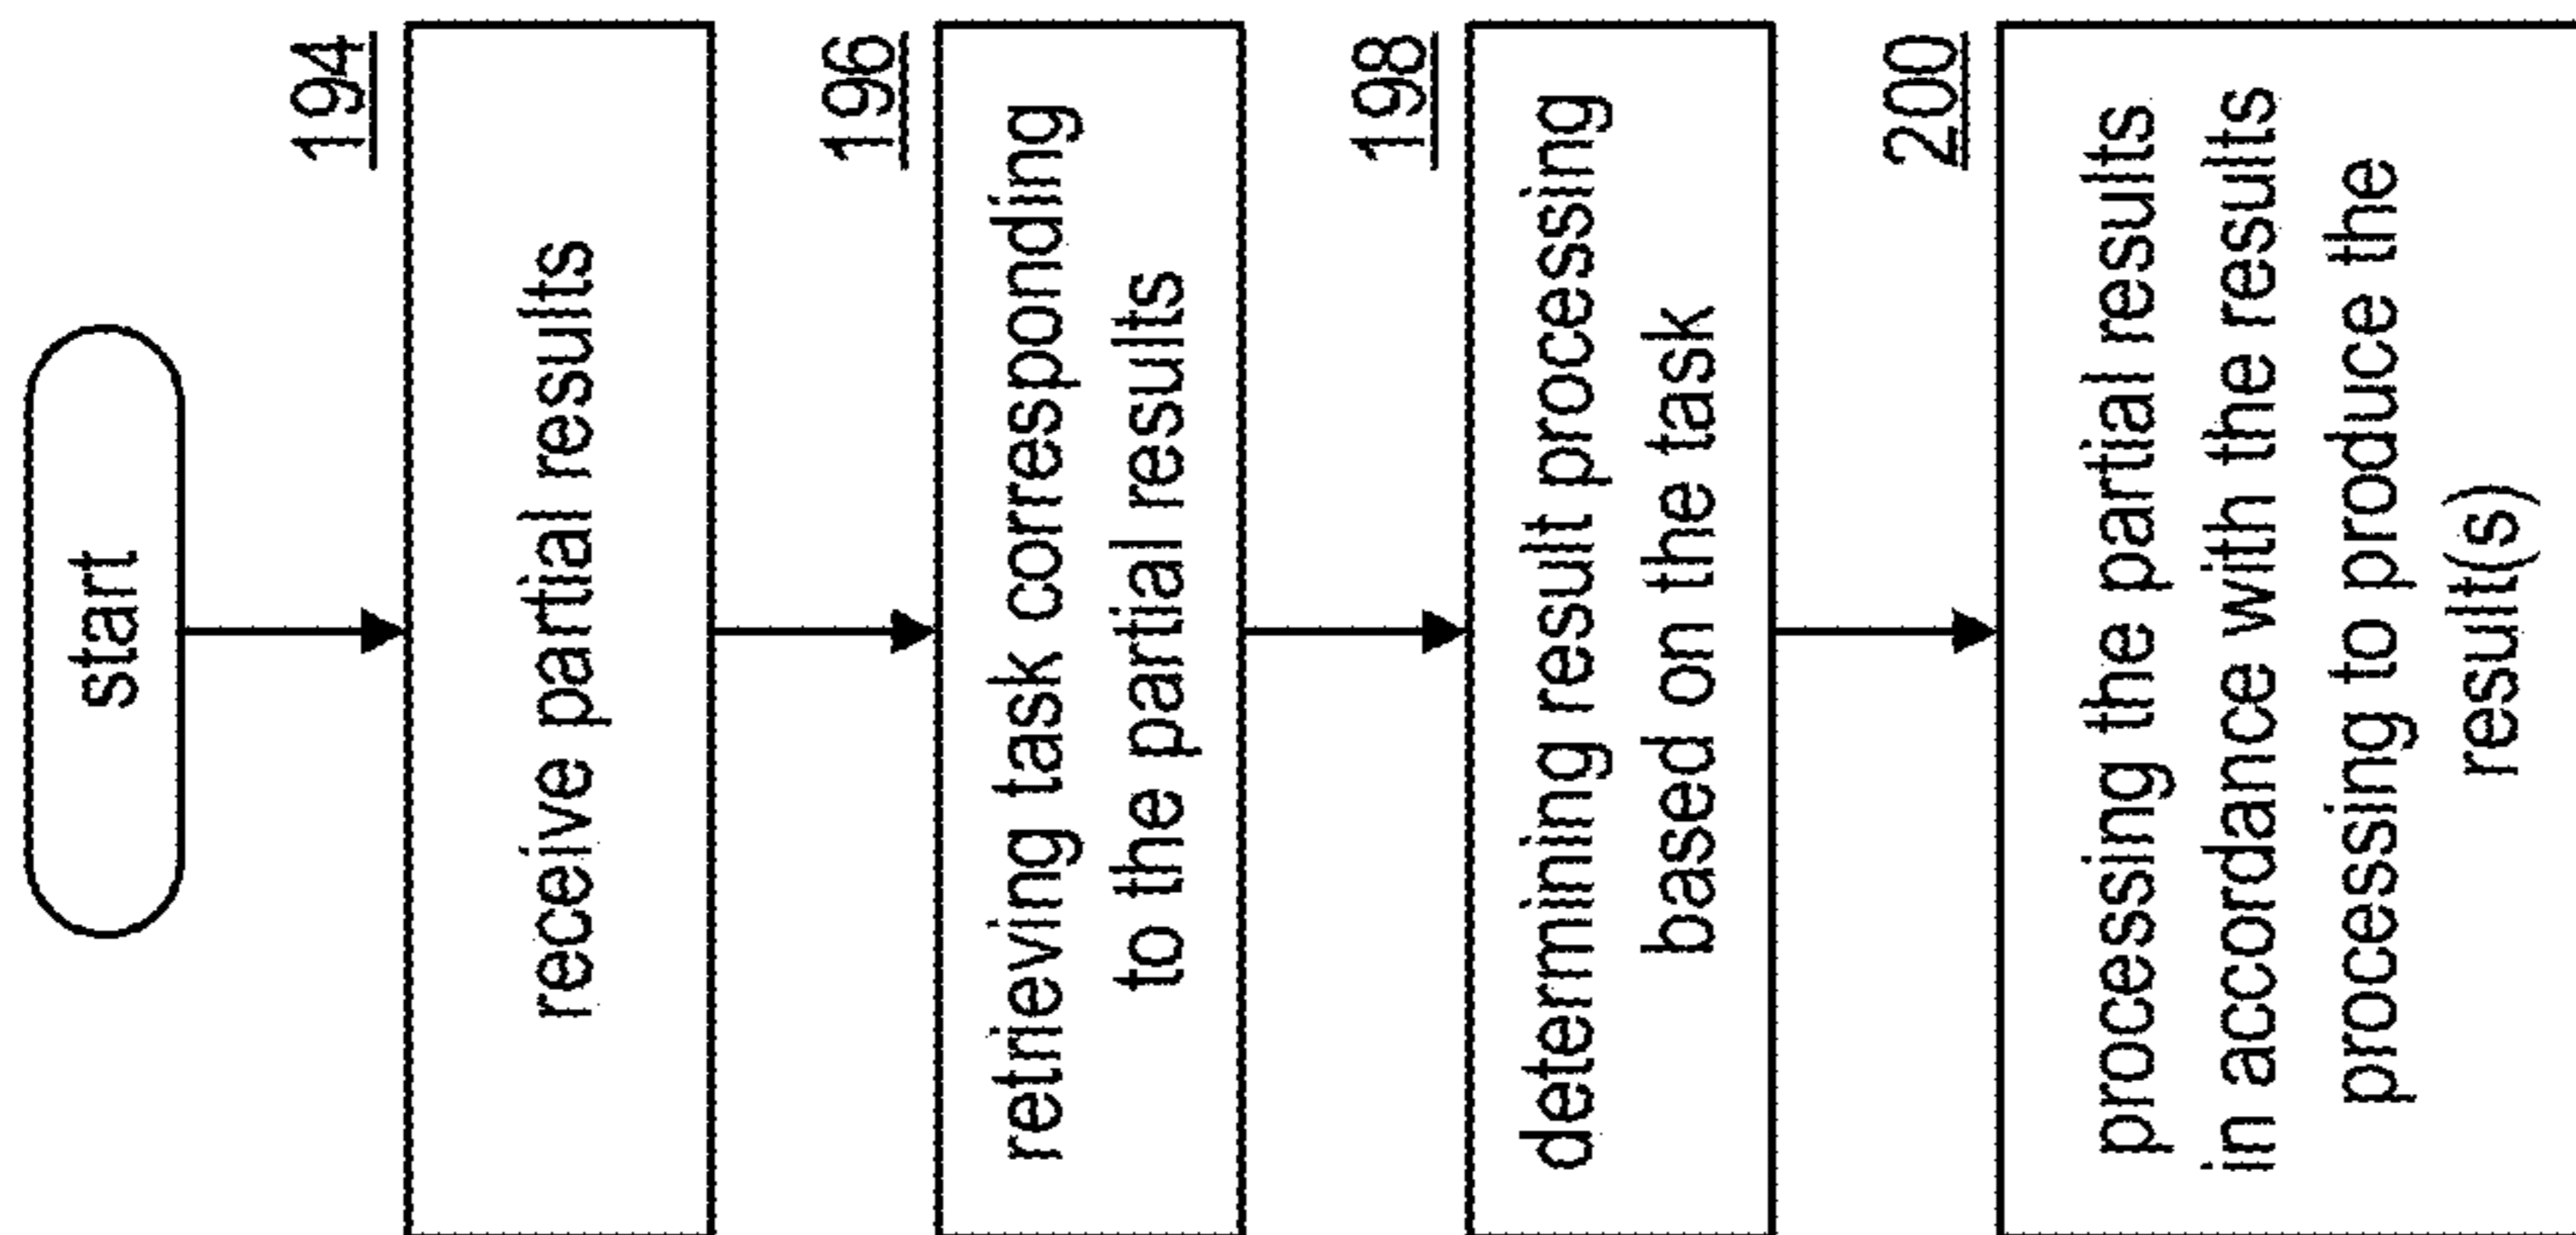 start
194
receive partial results
196
retrieving task corresponding
to the partial results
198
determining result processing
based on the task
200
processing the partial results
in accordance with the results
processing to produce the
result(s)